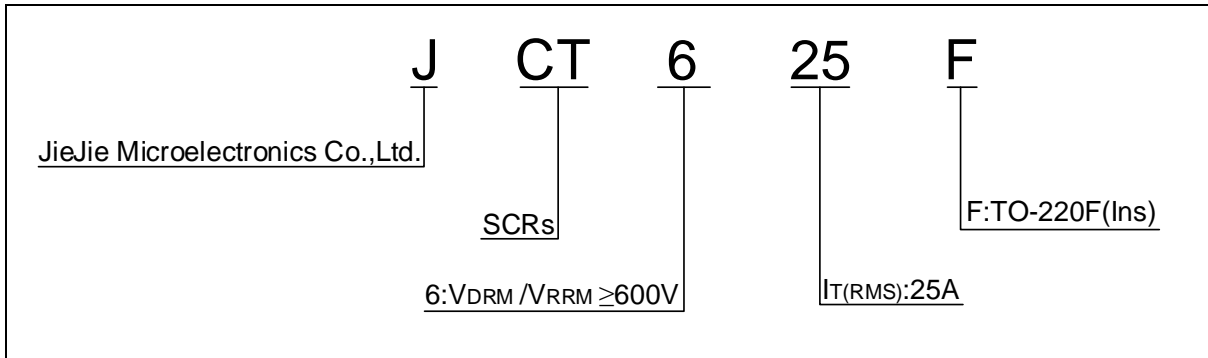 J CT 6 25 F
JieJie Microelectronics Co.,Ltd.
F:TO-220F(Ins)
SCRs
6:VDRM /VRRM ≥600V
IT(RMS):25A